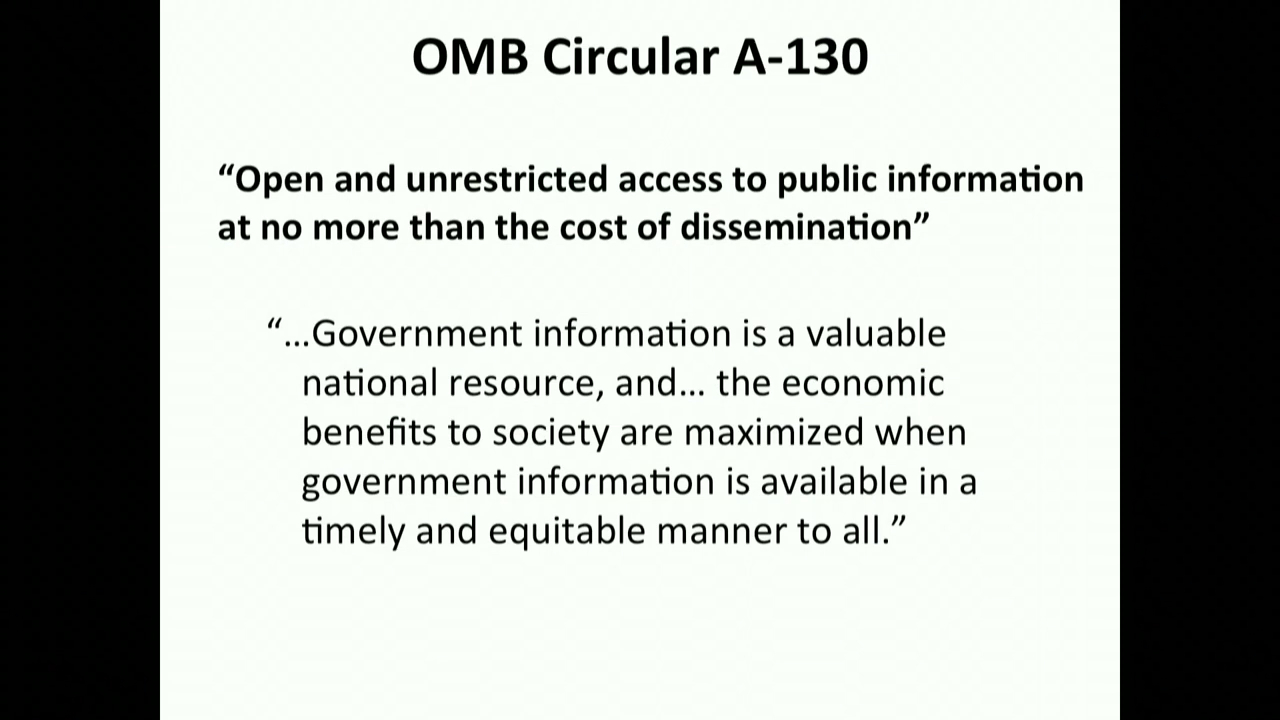 OMB Circular A-130
“Open and unrestricted access to public information
at no more than the cost of dissemination”
“…Government information is a valuable
national resource, and… the economic
benefits to society are maximized when
government information is available in a
timely and equitable manner to all.”